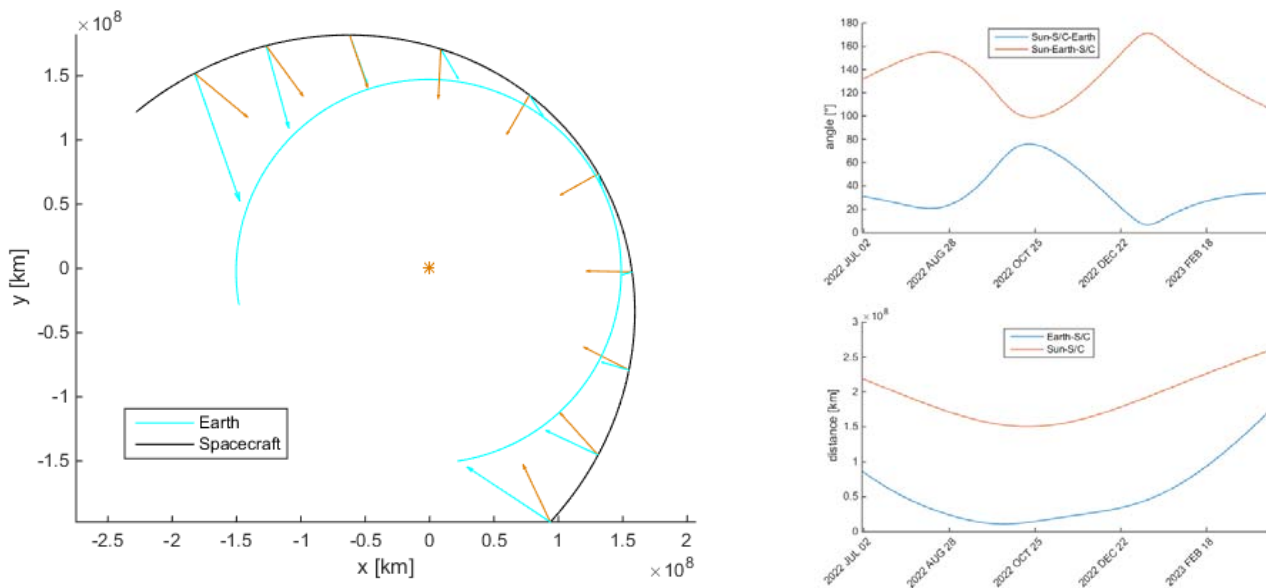 × 10⁸
1.5
1
0.5
0
-0.5
-1
-1.5
y [km]
Earth
Spacecraft
-2.5 -2 -1.5 -1 -0.5 0 0.5 1 1.5 2
x [km]
× 10⁸
180
160
140
120
100
80
60
40
20
0
angle [°]
Sun-S/C-Earth
Sun-Earth-S/C
2022 JUL 02
2022 AUG 28
2022 OCT 25
2022 DEC 22
2023 FEB 18
× 10⁸
3
2.5
2
1.5
1
0.5
0
distance [km]
Earth-S/C
Sun-S/C
2022 JUL 02
2022 AUG 28
2022 OCT 25
2022 DEC 22
2023 FEB 18